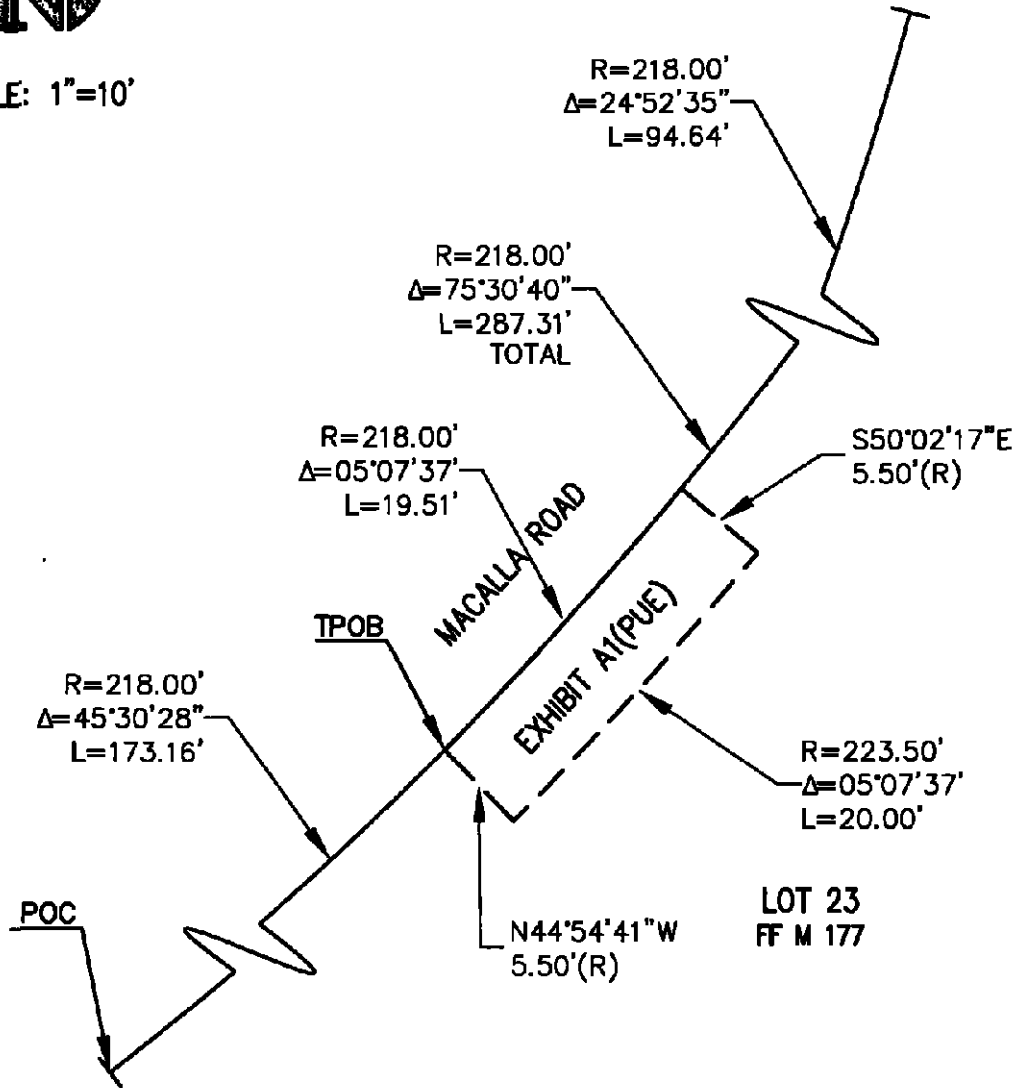 LE: 1"=10'
R=218.00'
Δ=24°52'35"
L=94.64'
R=218.00'
Δ=75°30'40"
L=287.31'
TOTAL
S50°02'17"E
5.50'(R)
R=218.00'
Δ=05°07'37'
L=19.51'
MACALLA ROAD
TPOB
EXHIBIT A1(PUE)
R=218.00'
Δ=45°30'28"
L=173.16'
R=223.50'
Δ=05°07'37'
L=20.00'
POC
N44°54'41"W
5.50'(R)
LOT 23
FF M 177